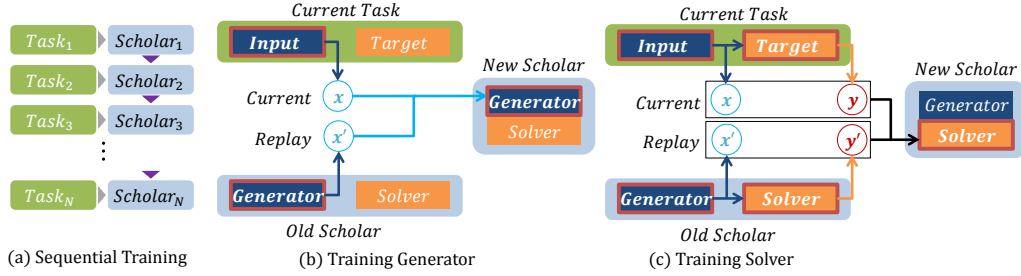 Task₁
Scholar₁
Task₂
Scholar₂
Task₃
Scholar₃
Task_N
Scholar_N
(a) Sequential Training
Current Task
Input
Target
Current
x
Replay
x′
New Scholar
Generator
Solver
Generator
Solver
Old Scholar
(b) Training Generator
Current Task
Input
Target
Current
x
y
Replay
x′
y′
New Scholar
Generator
Solver
Generator
Solver
Old Scholar
(c) Training Solver